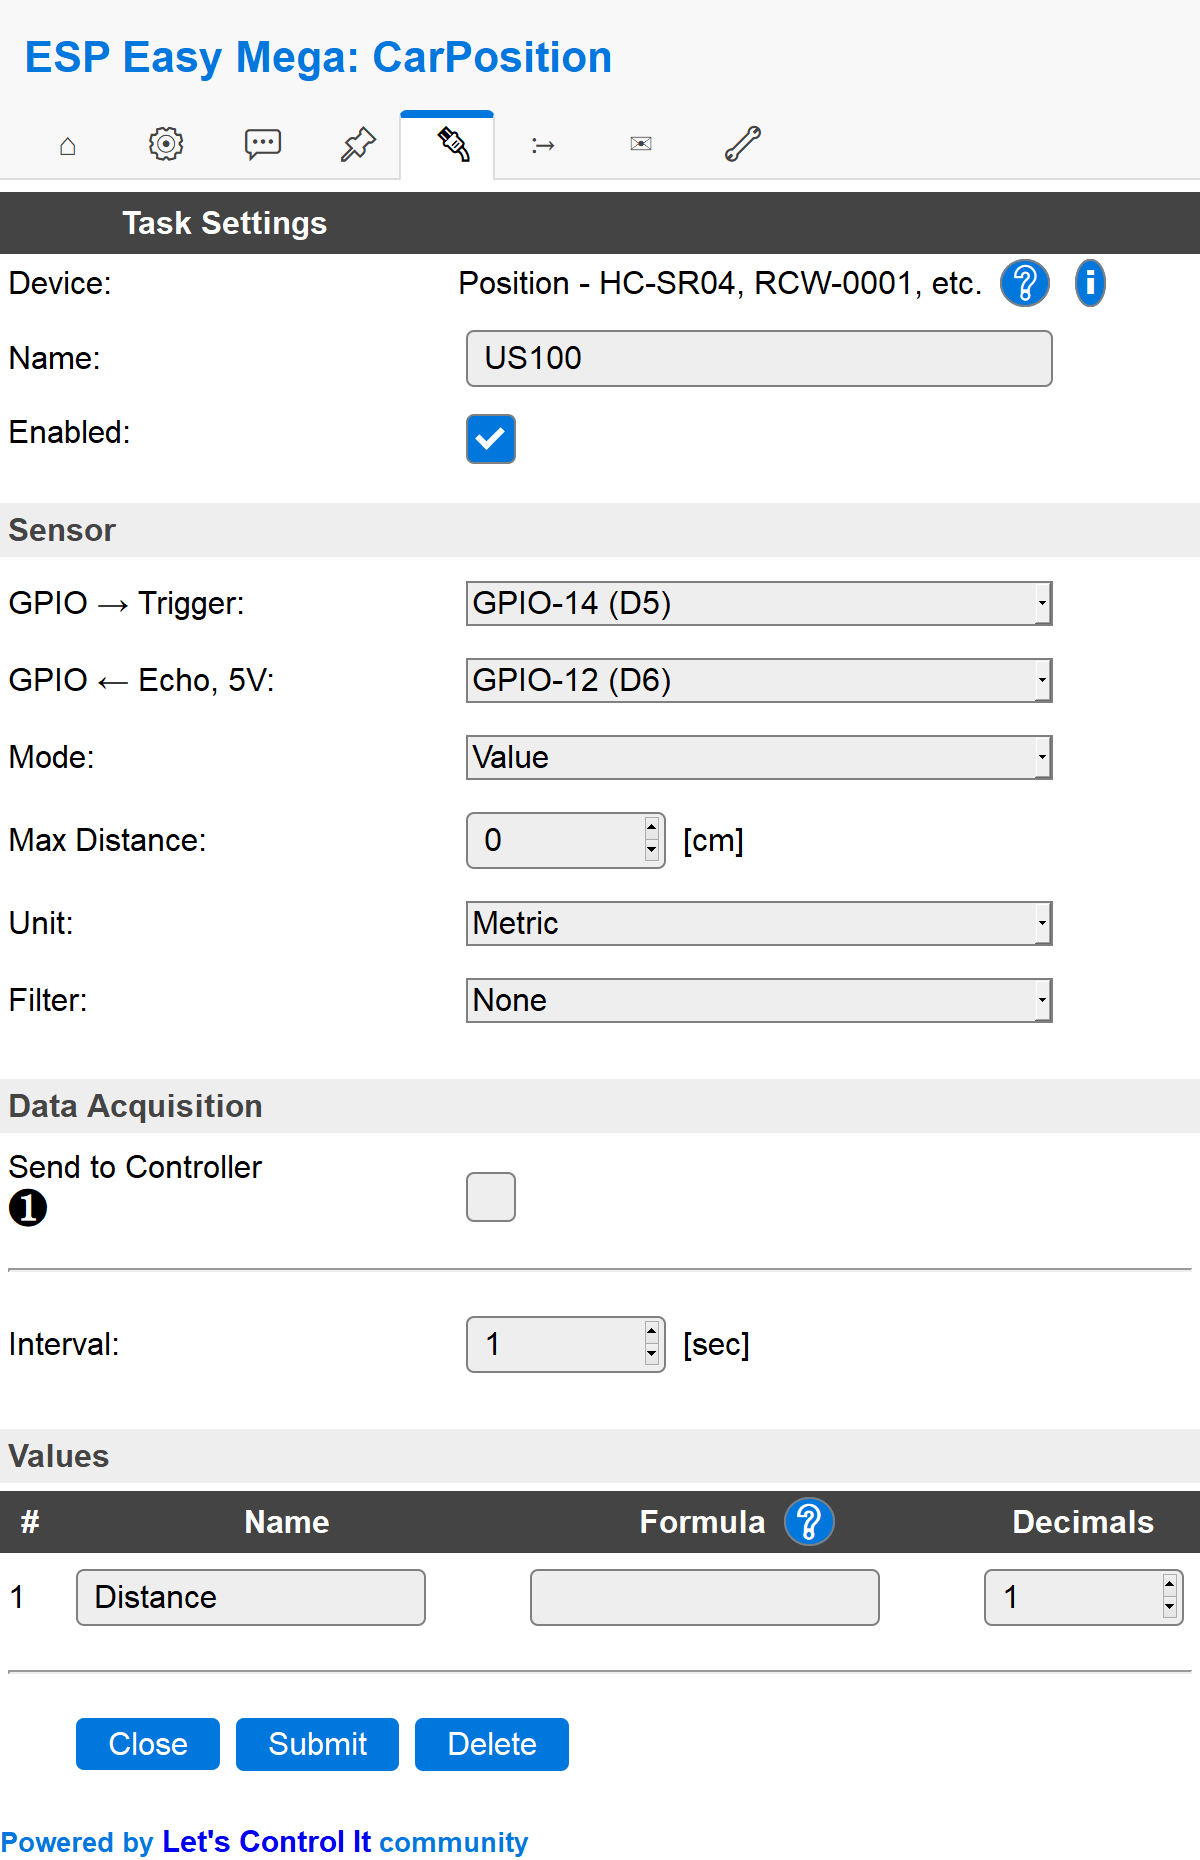 ESP Easy Mega: CarPosition
Task Settings
Device: Position - HC-SR04, RCW-0001, etc. ? i
Name: US100
Enabled:
Sensor
GPIO → Trigger: GPIO-14 (D5)
GPIO ← Echo, 5V: GPIO-12 (D6)
Mode: Value
Max Distance: 0 [cm]
Unit: Metric
Filter: None
Data Acquisition
Send to Controller
❶
Interval: 1 [sec]
Values
# Name Formula ? Decimals
1 Distance 1
Close Submit Delete
Powered by Let's Control It community